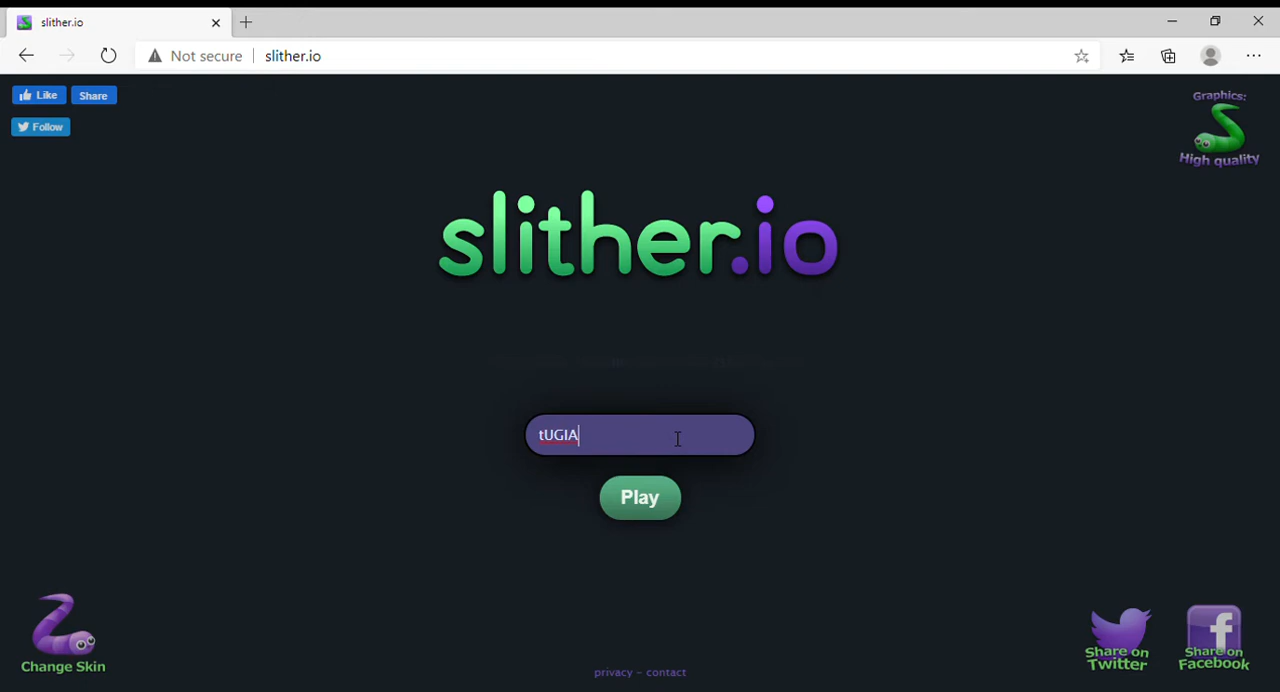 slither.io
Not secure
slither.io
Like
Share
Follow
Graphics:
High quality
slither.io
tUGIA
Play
Change Skin
Share on
Twitter
Share on
Facebook
privacy - contact